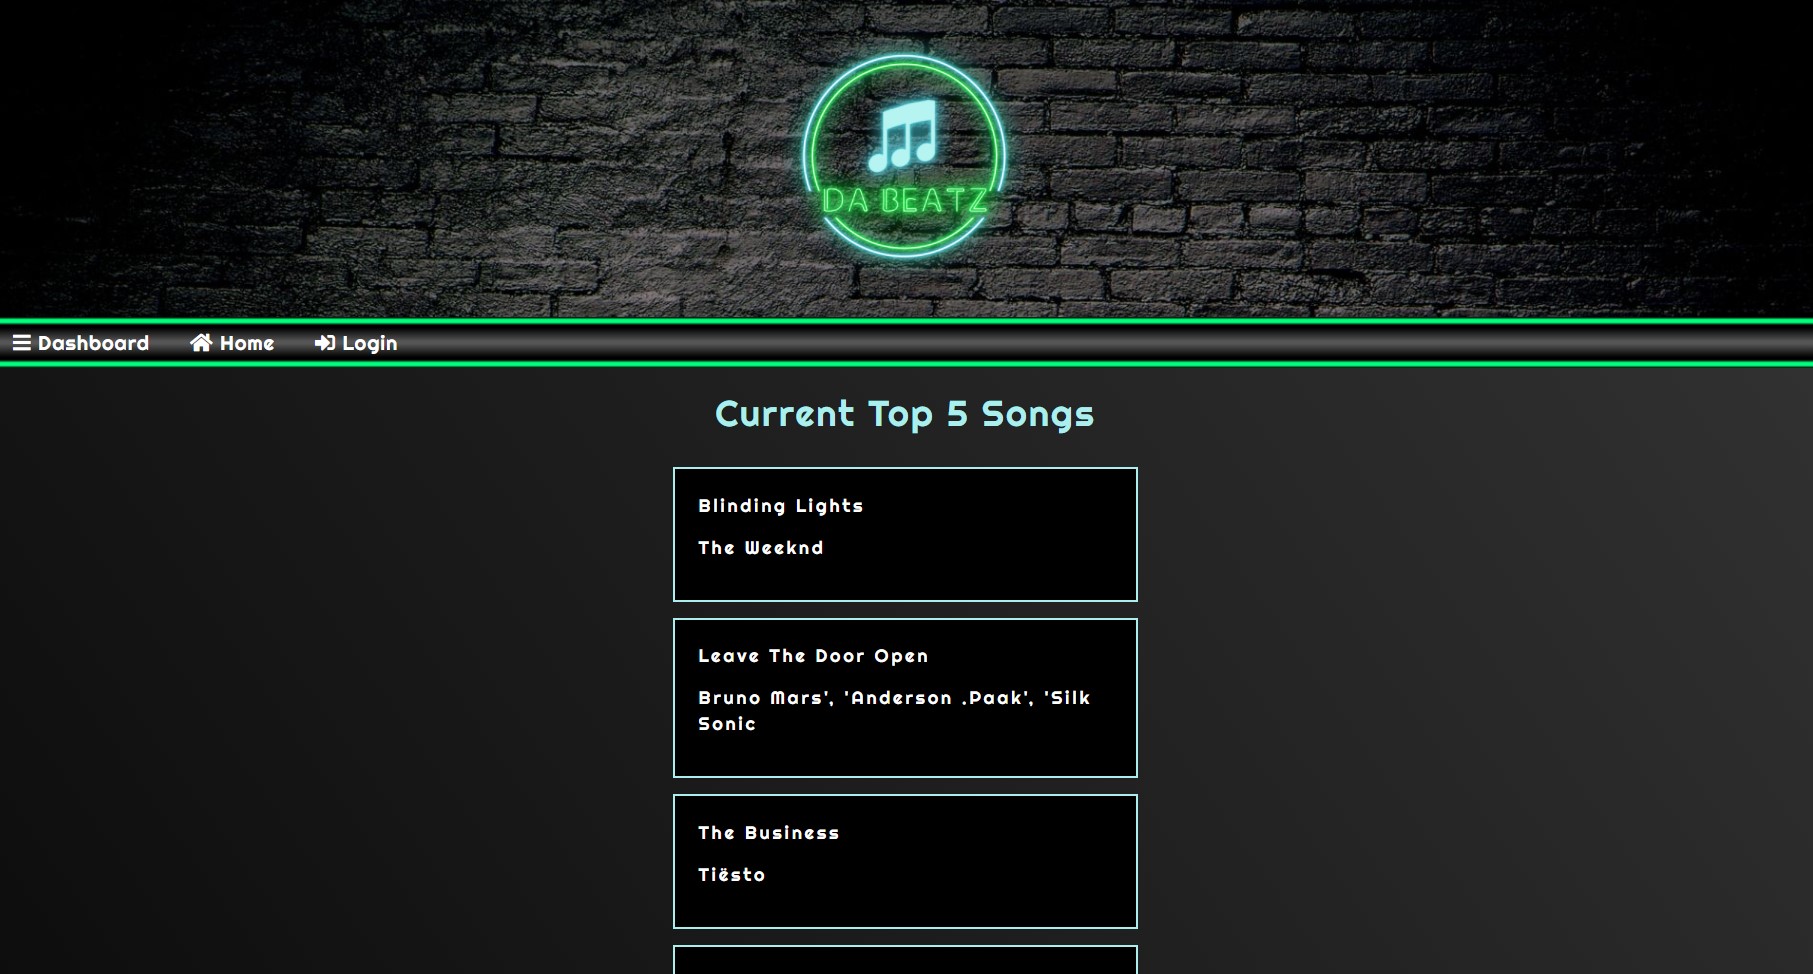 DA BEATZ
Dashboard Home Login
Current Top 5 Songs
Blinding Lights
The Weeknd
Leave The Door Open
Bruno Mars', 'Anderson .Paak', 'Silk
Sonic
The Business
Tiësto